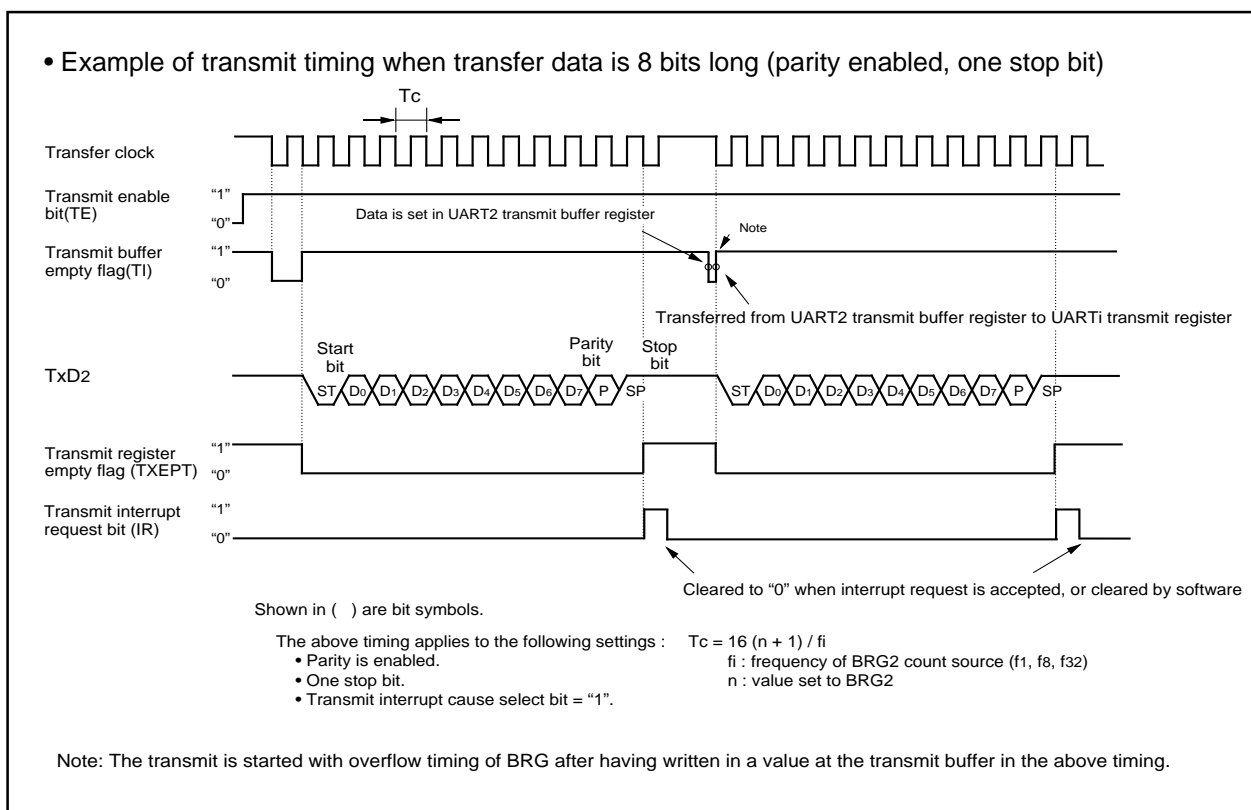 • Example of transmit timing when transfer data is 8 bits long (parity enabled, one stop bit)
Tc
Transfer clock
Transmit enable
bit(TE)
“1”
“0”
Data is set in UART2 transmit buffer register
Note
Transmit buffer
empty flag(TI)
“1”
“0”
Transferred from UART2 transmit buffer register to UARTi transmit register
Start
bit
Parity
bit
Stop
bit
TxD2
ST D0 D1 D2 D3 D4 D5 D6 D7 P SP ST D0 D1 D2 D3 D4 D5 D6 D7 P SP
Transmit register
empty flag (TXEPT)
“1”
“0”
Transmit interrupt
request bit (IR)
“1”
“0”
Cleared to “0” when interrupt request is accepted, or cleared by software
Shown in ( ) are bit symbols.
The above timing applies to the following settings :
• Parity is enabled.
• One stop bit.
• Transmit interrupt cause select bit = “1”.
Tc = 16 (n + 1) / fi
fi : frequency of BRG2 count source (f1, f8, f32)
n : value set to BRG2
Note: The transmit is started with overflow timing of BRG after having written in a value at the transmit buffer in the above timing.